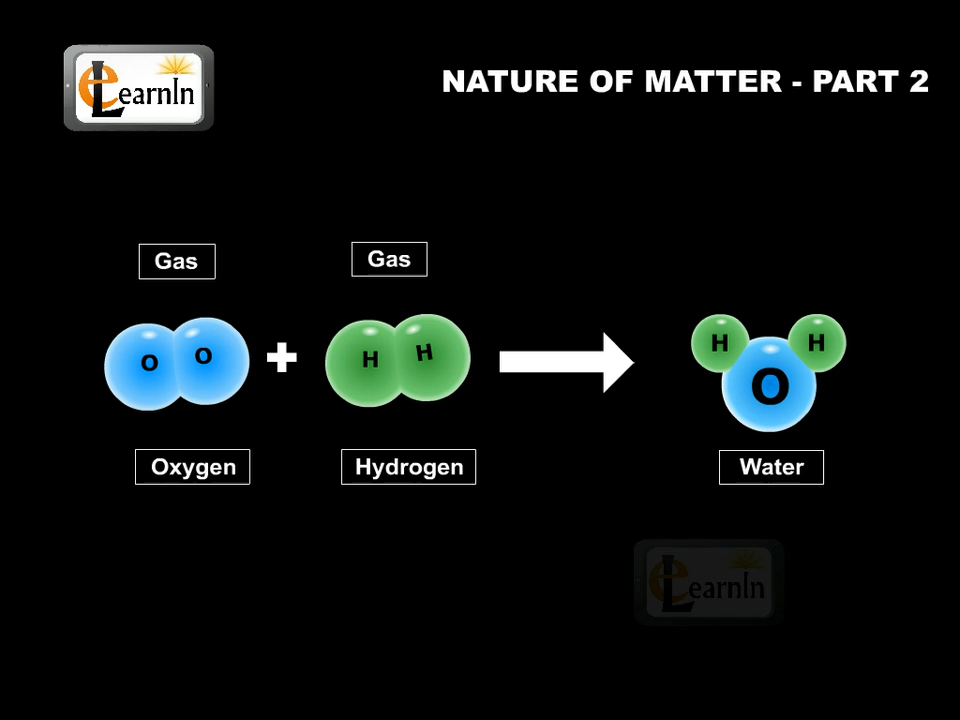 eLearnIn
NATURE OF MATTER - PART 2
Gas
Gas
O O
H H
H H
O
Oxygen
Hydrogen
Water
eLearnIn